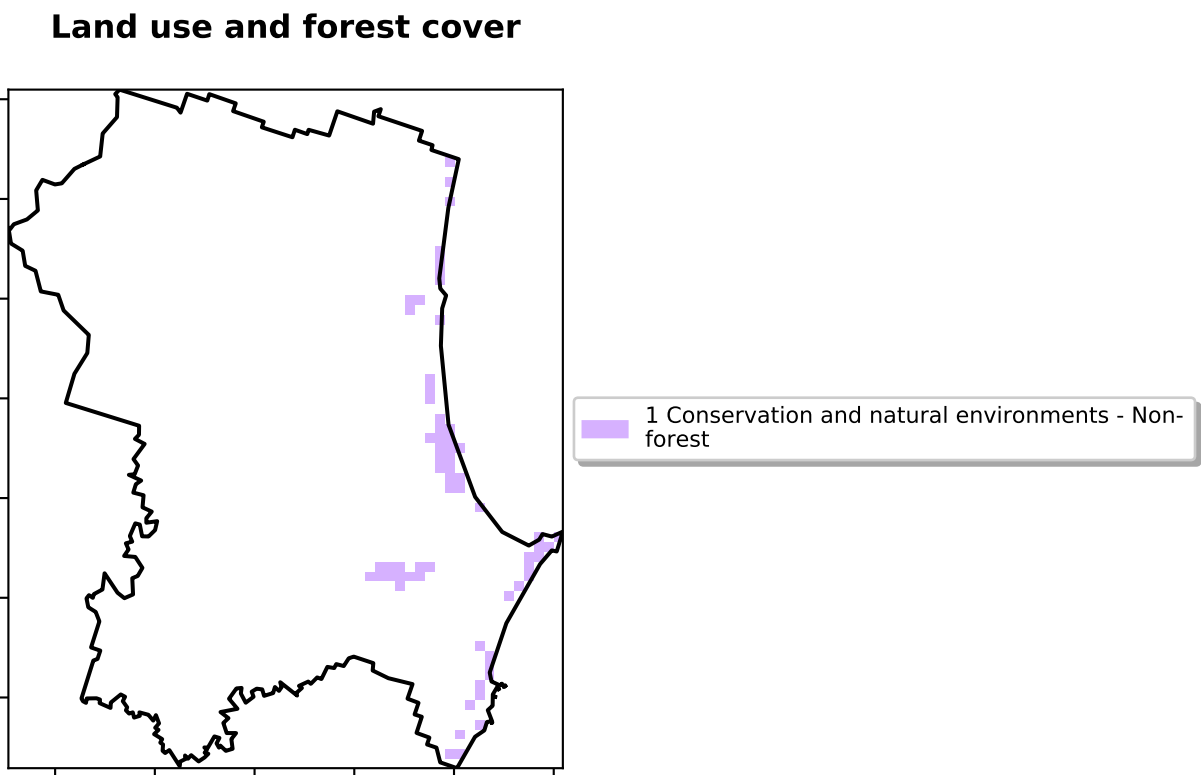 Land use and forest cover
1 Conservation and natural environments - Non-
forest